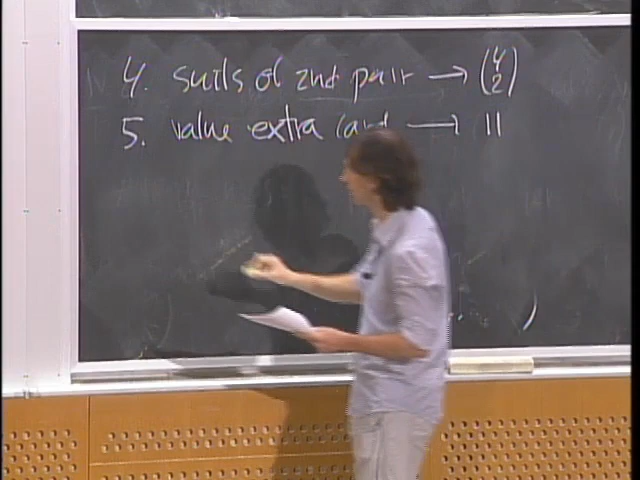 4. suits of 2nd pair → (4 2)
5. value extra card → 11